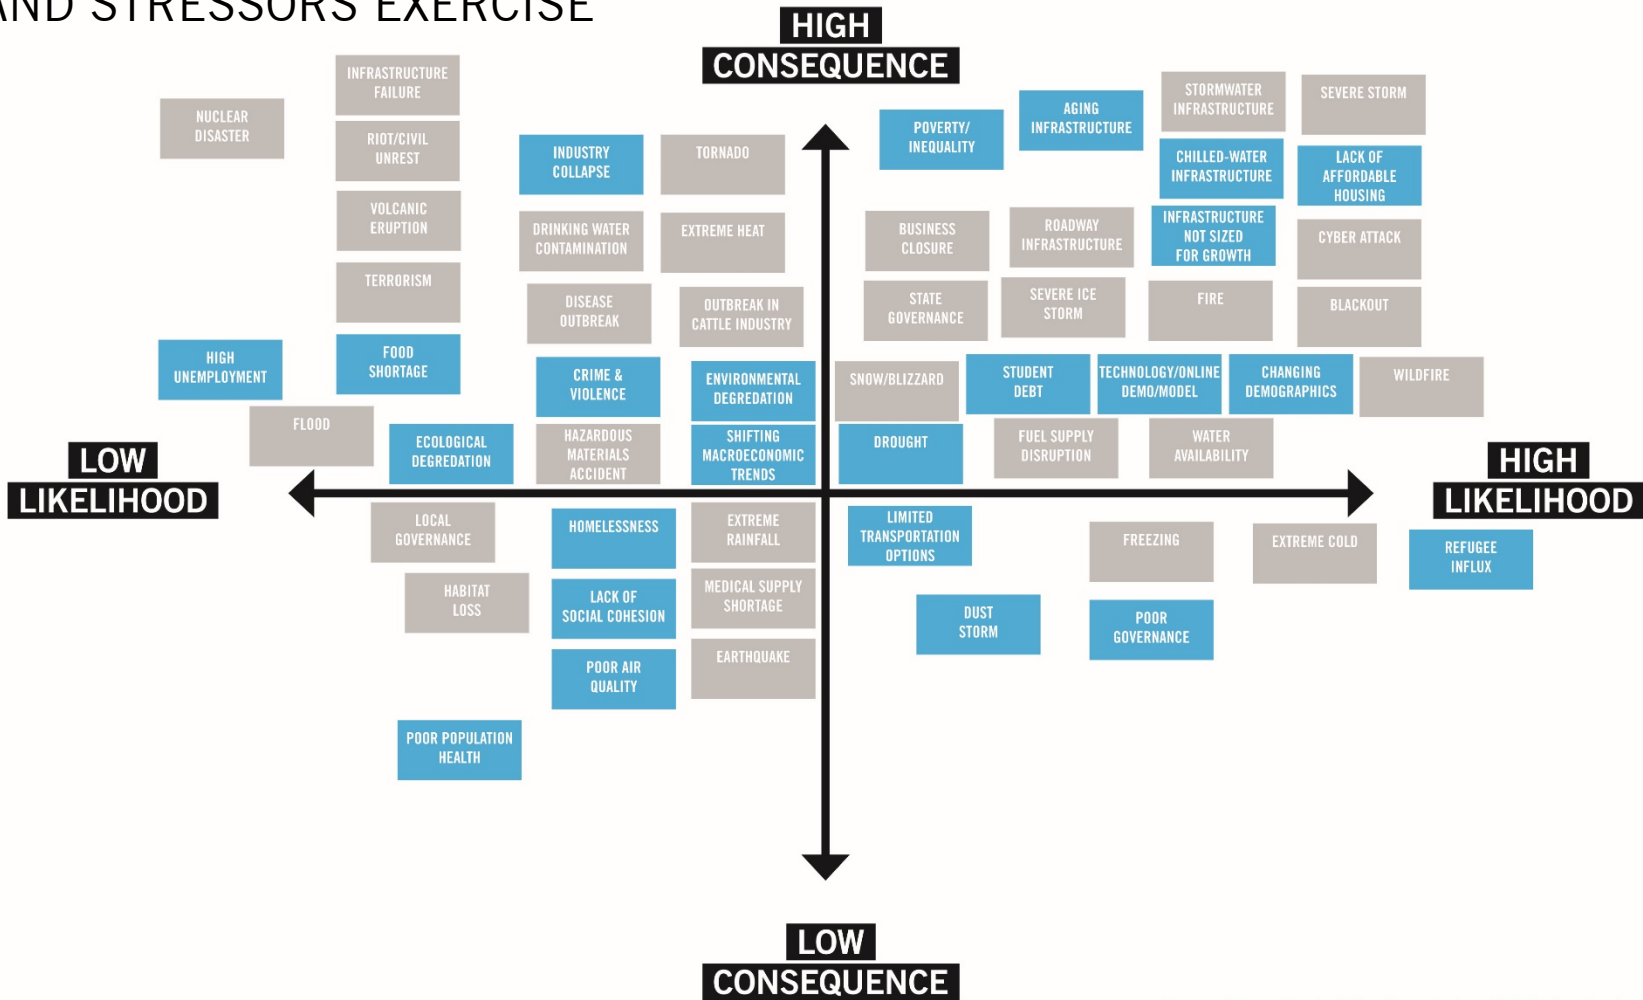 AND STRESSORS EXERCISE
HIGH
CONSEQUENCE
INFRASTRUCTURE
FAILURE
NUCLEAR
DISASTER
RIOT/CIVIL
UNREST
VOLCANIC
ERUPTION
TERRORISM
HIGH
UNEMPLOYMENT
FOOD
SHORTAGE
FLOOD
ECOLOGICAL
DEGREDATION
INDUSTRY
COLLAPSE
TORNADO
DRINKING WATER
CONTAMINATION
EXTREME HEAT
DISEASE
OUTBREAK
OUTBREAK IN
CATTLE INDUSTRY
CRIME &
VIOLENCE
ENVIRONMENTAL
DEGREDATION
HAZARDOUS
MATERIALS
ACCIDENT
SHIFTING
MACROECONOMIC
TRENDS
POVERTY/
INEQUALITY
AGING
INFRASTRUCTURE
STORMWATER
INFRASTRUCTURE
SEVERE STORM
CHILLED-WATER
INFRASTRUCTURE
LACK OF
AFFORDABLE
HOUSING
BUSINESS
CLOSURE
ROADWAY
INFRASTRUCTURE
INFRASTRUCTURE
NOT SIZED
FOR GROWTH
CYBER ATTACK
STATE
GOVERNANCE
SEVERE ICE
STORM
FIRE
BLACKOUT
SNOW/BLIZZARD
STUDENT
DEBT
TECHNOLOGY/ONLINE
DEMO/MODEL
CHANGING
DEMOGRAPHICS
WILDFIRE
DROUGHT
FUEL SUPPLY
DISRUPTION
WATER
AVAILABILITY
LOW
LIKELIHOOD
HIGH
LIKELIHOOD
LOCAL
GOVERNANCE
HOMELESSNESS
EXTREME
RAINFALL
HABITAT
LOSS
LACK OF
SOCIAL COHESION
MEDICAL SUPPLY
SHORTAGE
POOR AIR
QUALITY
EARTHQUAKE
POOR POPULATION
HEALTH
LIMITED
TRANSPORTATION
OPTIONS
FREEZING
EXTREME COLD
REFUGEE
INFLUX
DUST
STORM
POOR
GOVERNANCE
LOW
CONSEQUENCE